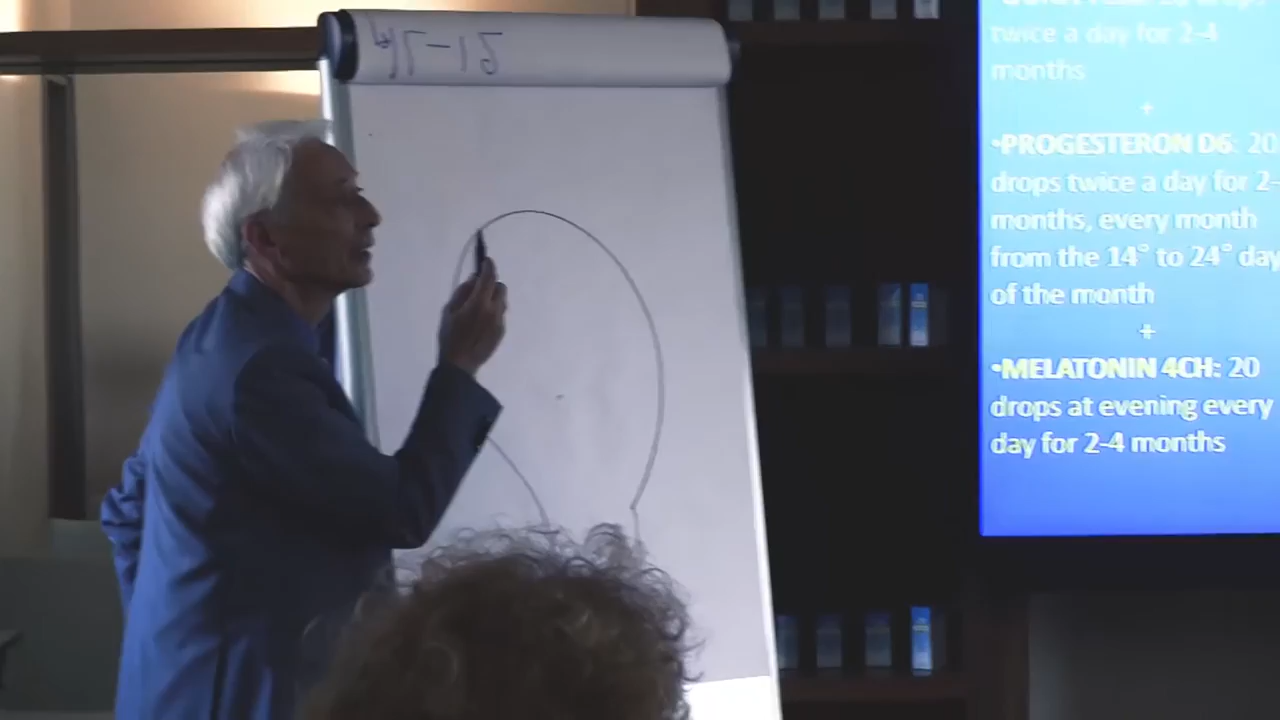 45-15
twice a day for 2-4
months
+
•PROGESTERON D6: 20
drops twice a day for 2-
months, every month
from the 14° to 24° day
of the month
+
•MELATONIN 4CH: 20
drops at evening every
day for 2-4 months